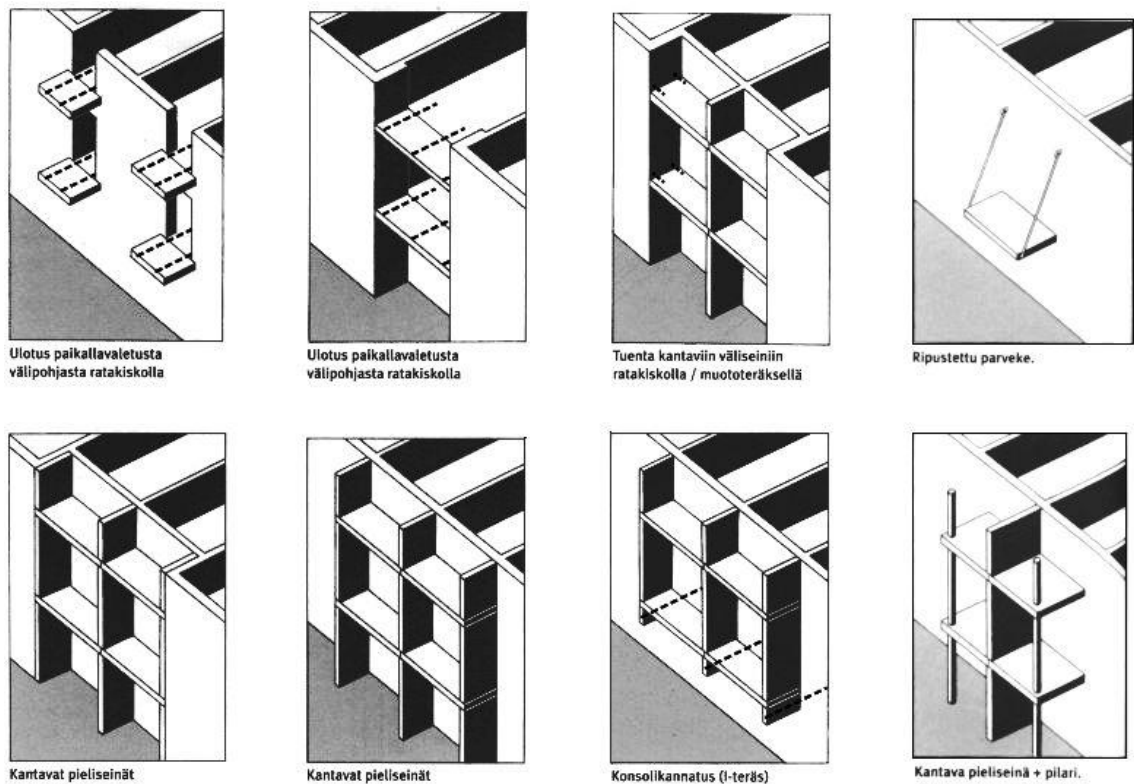 Ulotus paikallavaletusta
välipohjasta ratakiskolla
Ulotus paikallavaletusta
välipohjasta ratakiskolla
Tuenta kantaviin väliseiniin
ratakiskolla / muototeräksellä
Ripustettu parveke.
Kantavat pieliseinät
Kantavat pieliseinät
Konsolikannatus (I-teräs)
Kantava pieliseinä + pilari.